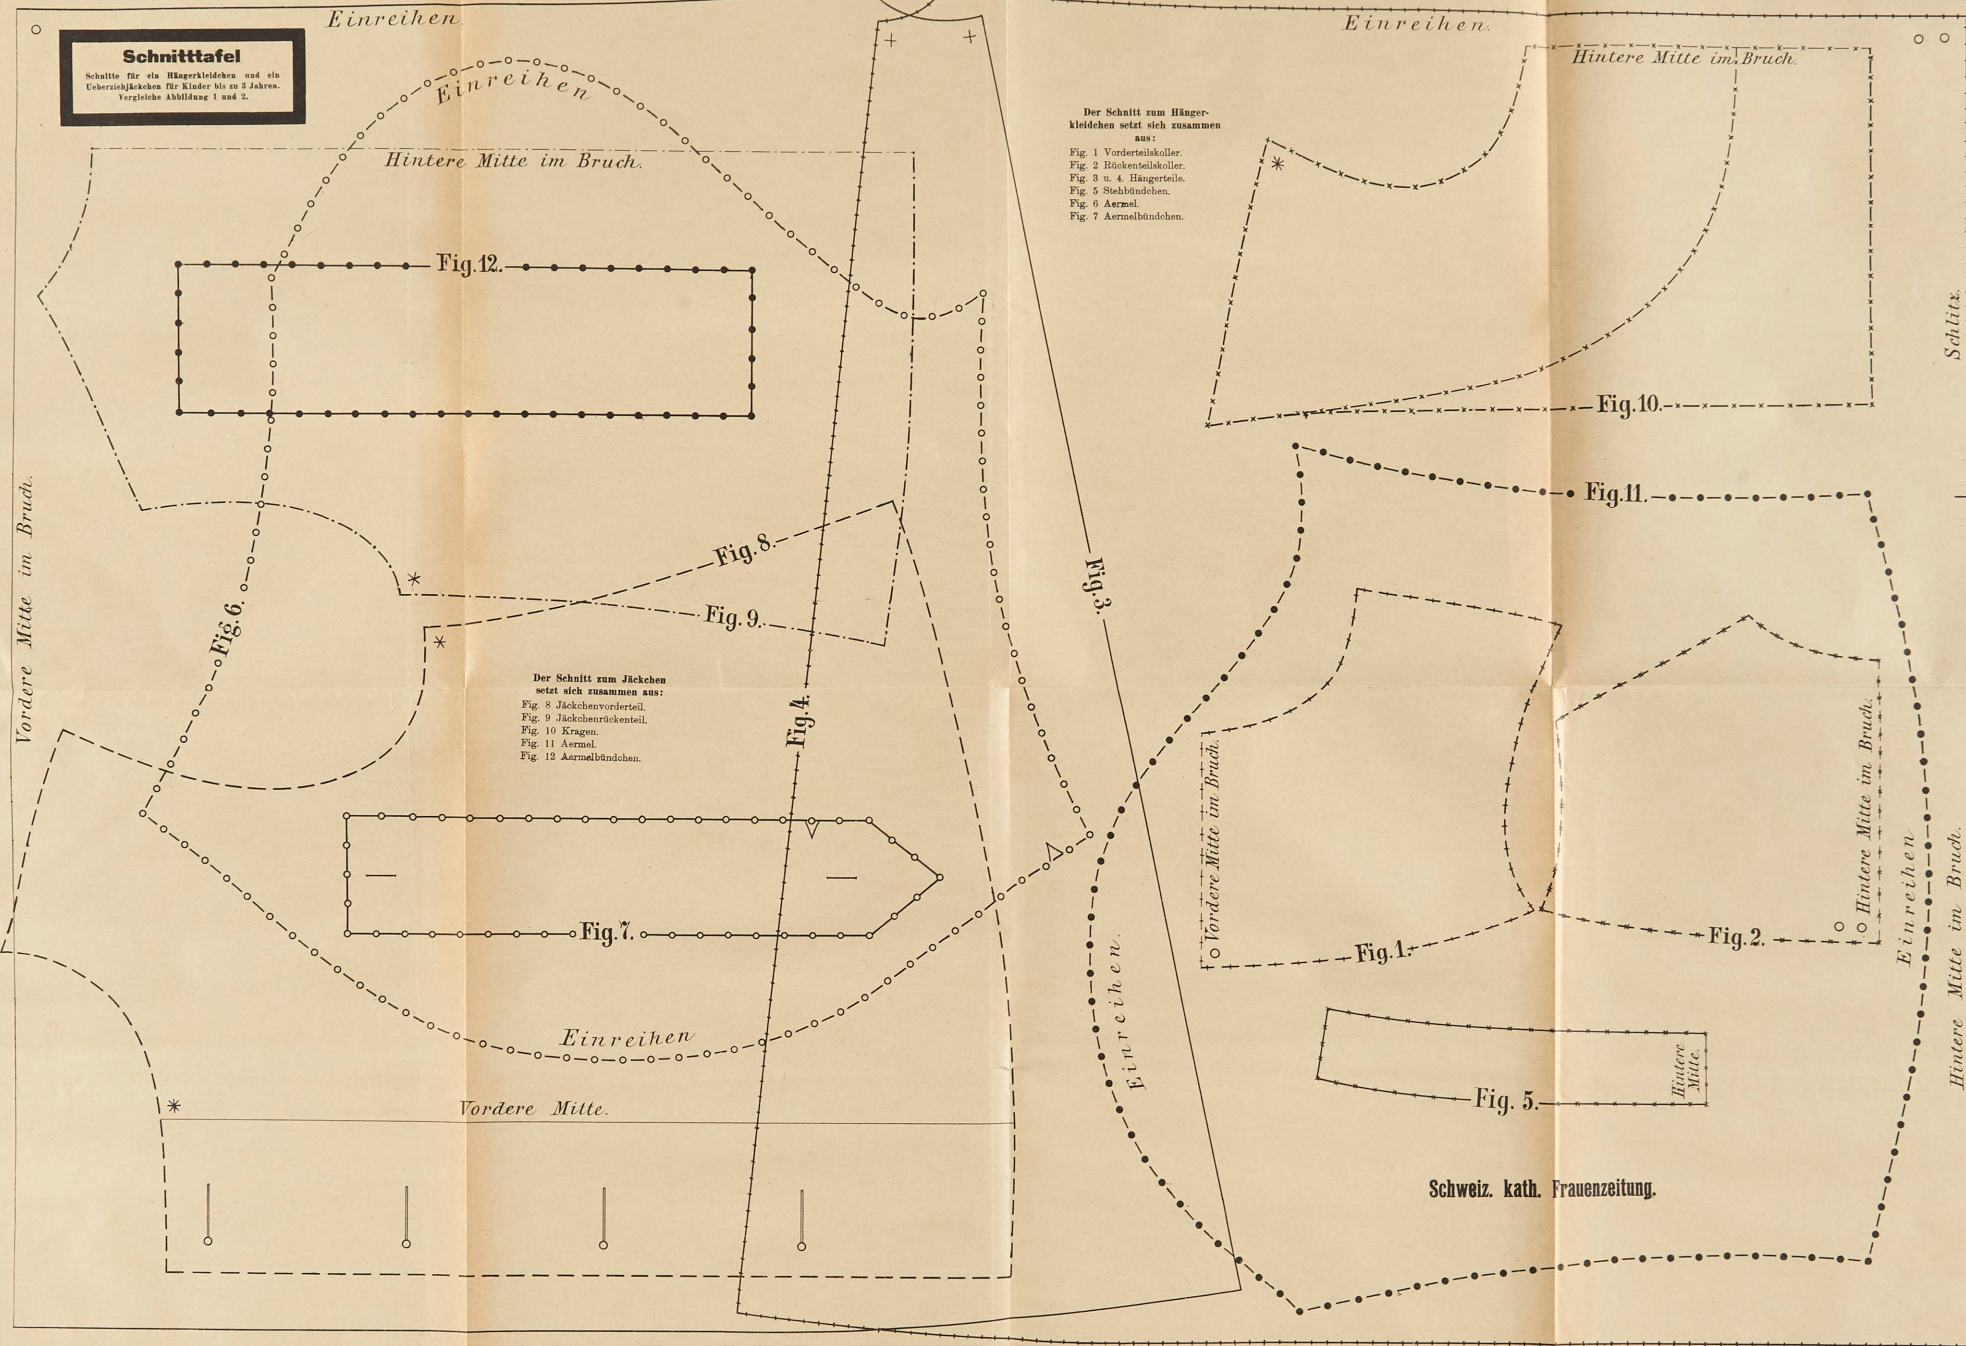 Einreihen.
Schnitttafel
Schnitte für ein Hängerkleidchen und ein
Ueberziehjäckchen für Kinder bis zu 3 Jahren.
Vergleiche Abbildung 1 und 2.
Einreihen
Hintere Mitte im Bruch.
Fig.12.
Vordere Mitte im Bruch.
Fig.6.
Fig.8.
Fig.9.
Der Schnitt zum Jäckchen
setzt sich zusammen aus:
Fig. 8 Jäckchenvorderteil.
Fig. 9 Jäckchenrückenteil.
Fig. 10 Kragen.
Fig. 11 Aermel.
Fig. 12 Aermelbündchen.
Fig.4.
Fig.3.
Fig.7.
Einreihen
Vordere Mitte.
Einreihen.
Hintere Mitte im Bruch.
Der Schnitt zum Hänger-
kleidchen setzt sich zusammen
aus:
Fig. 1 Vorderteilskoller.
Fig. 2 Rückenteilskoller.
Fig. 3 u. 4. Hängerteile.
Fig. 5 Stehbündchen.
Fig. 6 Aermel.
Fig. 7 Aermelbündchen.
Schlitz.
Fig.10.
Fig.11.
Vordere Mitte im Bruch.
Hintere Mitte im Bruch.
Einreihen
Hintere Mitte im Bruch.
Fig.1.
Fig.2.
Einreihen.
Hintere
Mitte.
Fig. 5.
Schweiz. kath. Frauenzeitung.